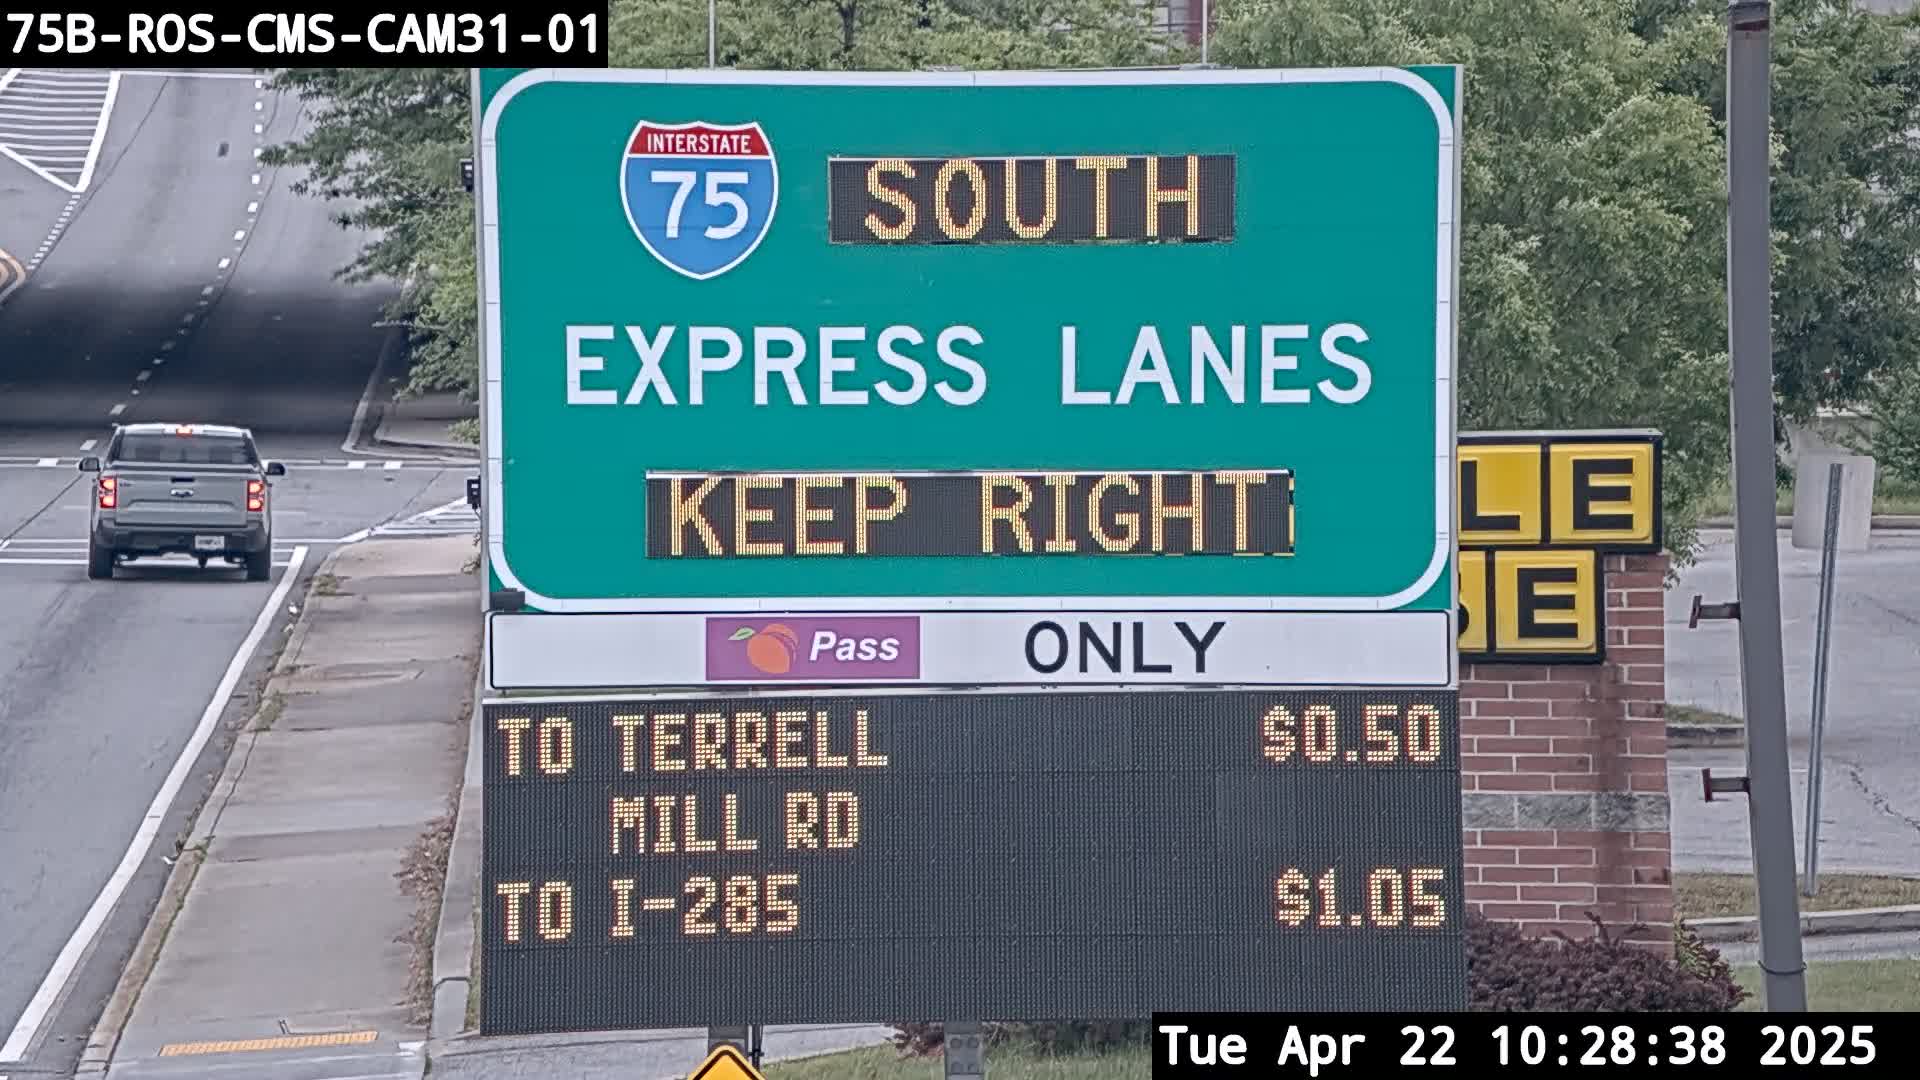 75B-ROS-CMS-CAM31-01
INTERSTATE
75
SOUTH
EXPRESS LANES
KEEP RIGHT
Pass ONLY
LE
E
TO TERRELL $0.50
MILL RD
TO I-285 $1.05
Tue Apr 22 10:28:38 2025